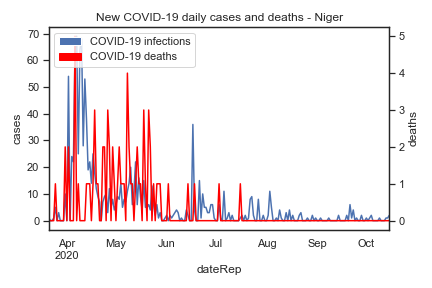 New COVID-19 daily cases and deaths - Niger
COVID-19 infections
COVID-19 deaths
cases
70
60
50
40
30
20
10
0
deaths
5
4
3
2
1
0
Apr May Jun Jul Aug Sep Oct
2020
dateRep